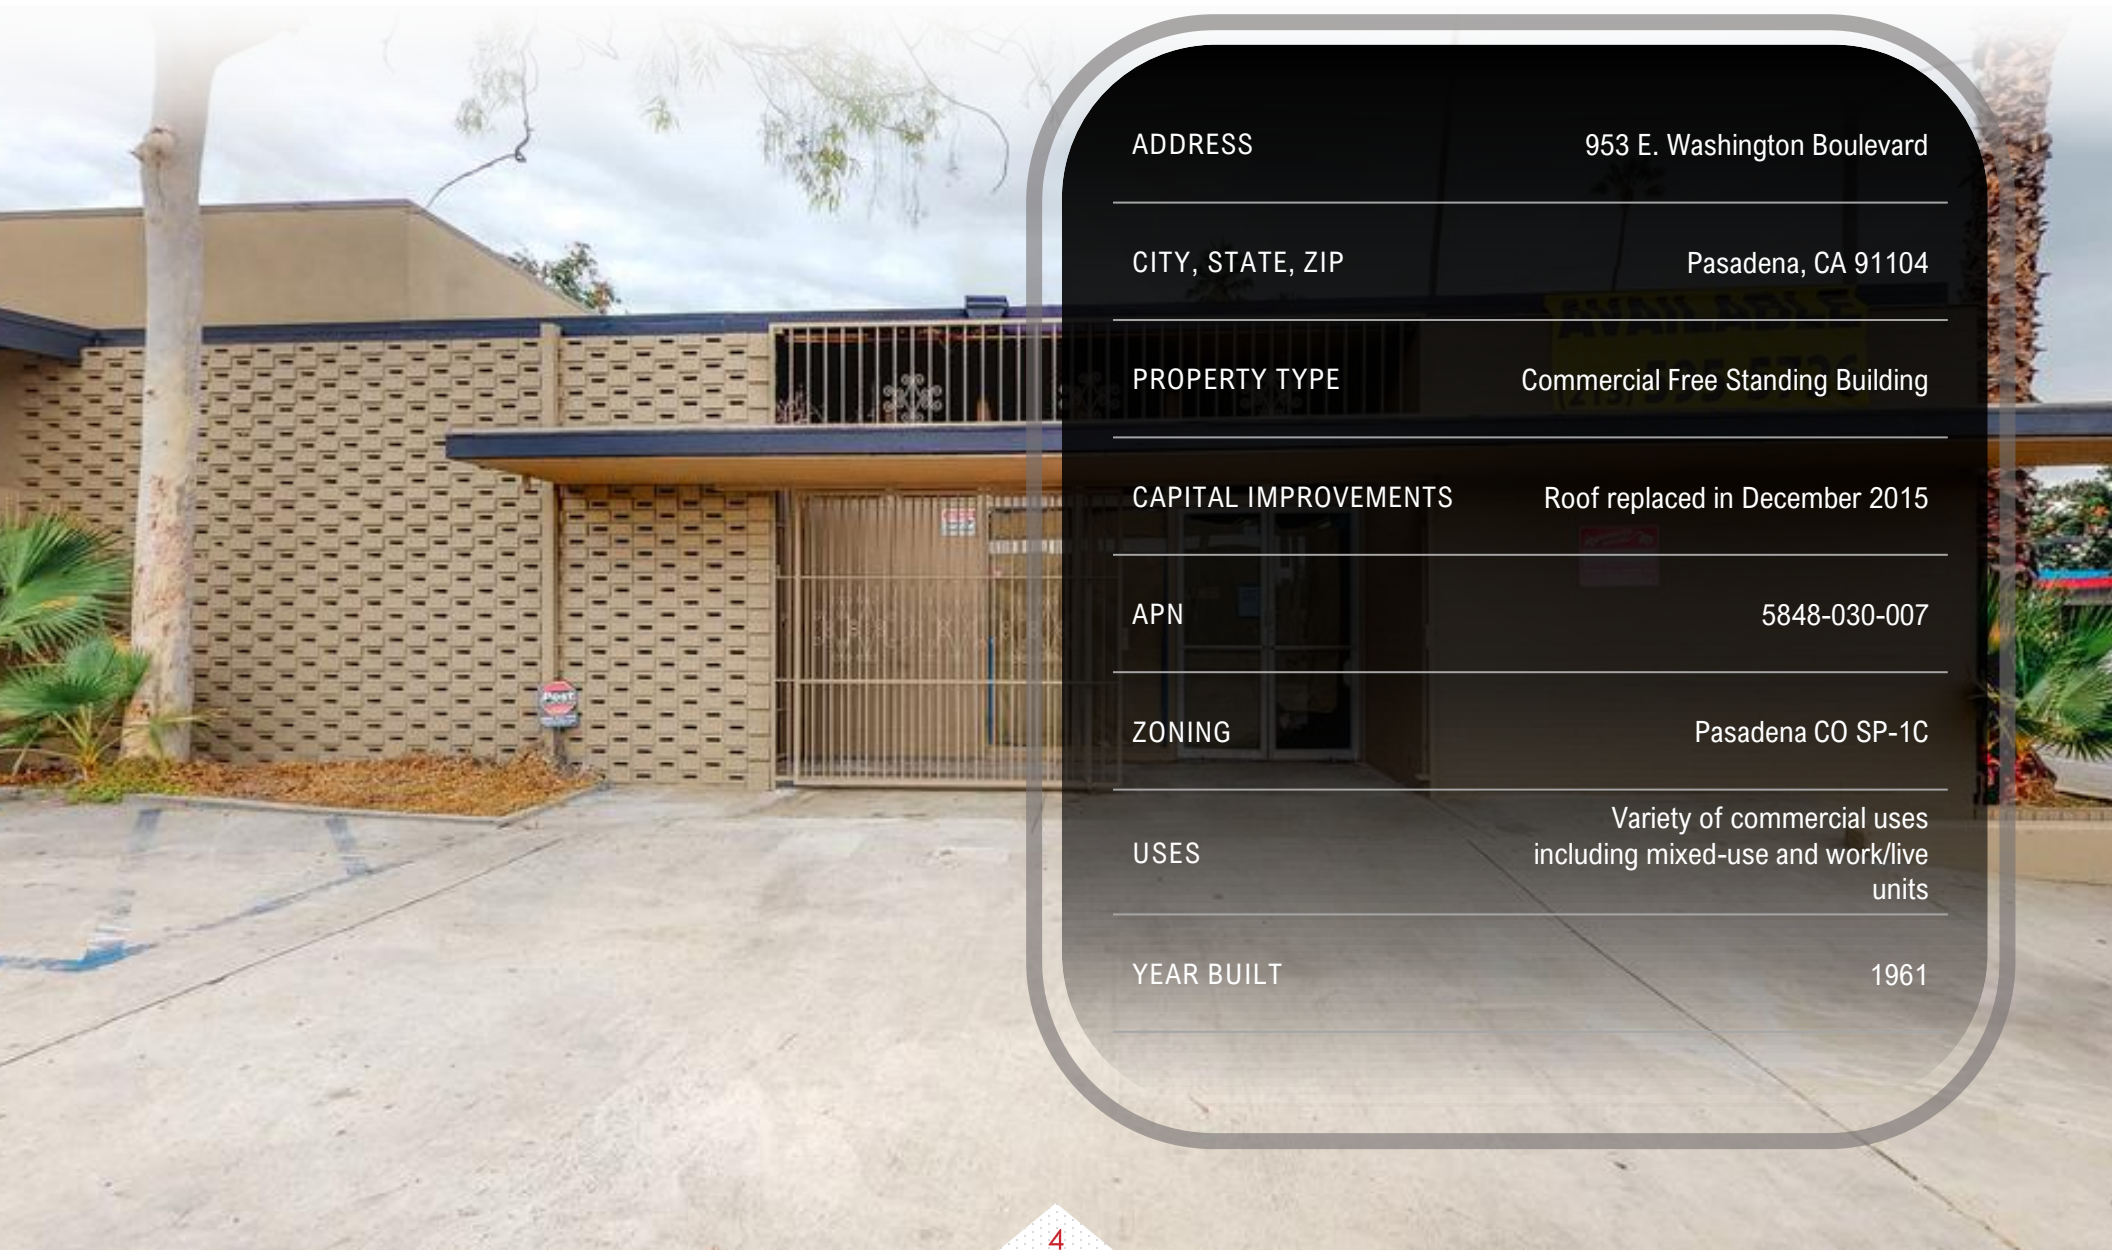 ADDRESS 953 E. Washington Boulevard
CITY, STATE, ZIP Pasadena, CA 91104
AVAILABLE
PROPERTY TYPE Commercial Free Standing Building
CAPITAL IMPROVEMENTS Roof replaced in December 2015
APN 5848-030-007
Post
ZONING Pasadena CO SP-1C
Variety of commercial uses
USES including mixed-use and work/live
units
YEAR BUILT 1961
4